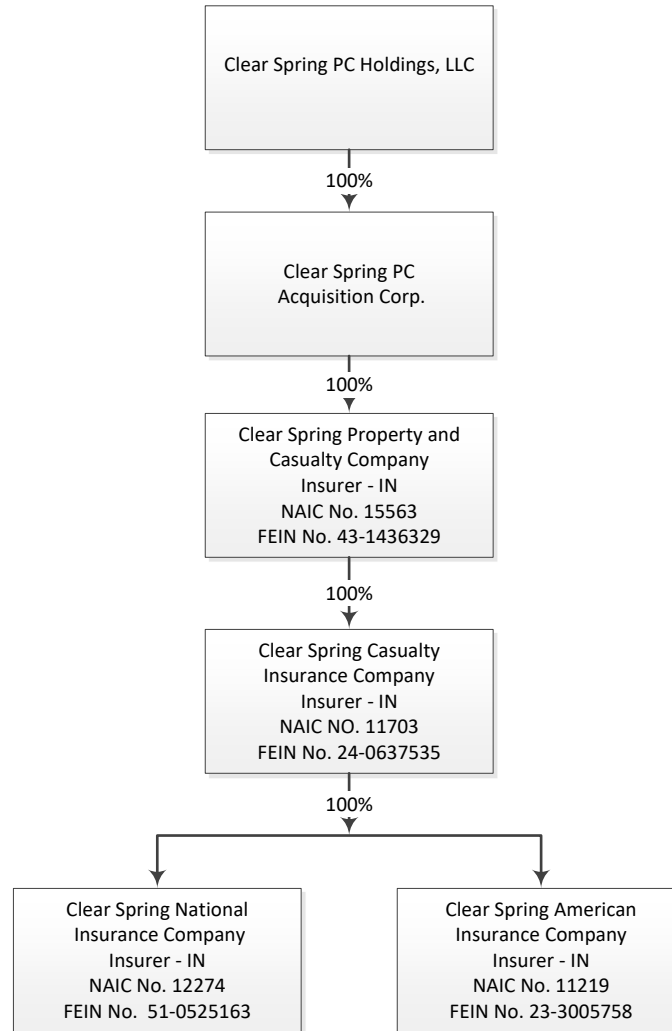 Clear Spring PC Holdings, LLC
100%
Clear Spring PC
Acquisition Corp.
100%
Clear Spring Property and
Casualty Company
Insurer - IN
NAIC No. 15563
FEIN No. 43-1436329
100%
Clear Spring Casualty
Insurance Company
Insurer - IN
NAIC NO. 11703
FEIN No. 24-0637535
100%
Clear Spring National
Insurance Company
Insurer - IN
NAIC No. 12274
FEIN No. 51-0525163
Clear Spring American
Insurance Company
Insurer - IN
NAIC No. 11219
FEIN No. 23-3005758